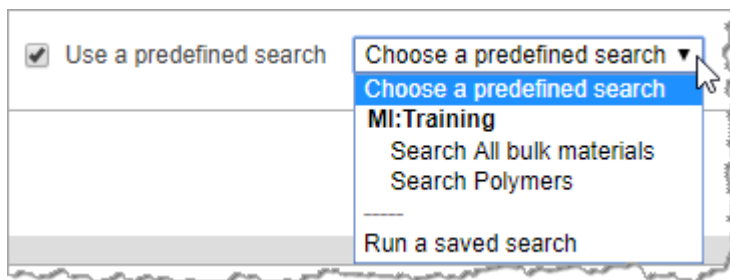 Use a predefined search Choose a predefined search
Choose a predefined search
MI:Training
Search All bulk materials
Search Polymers
-----
Run a saved search